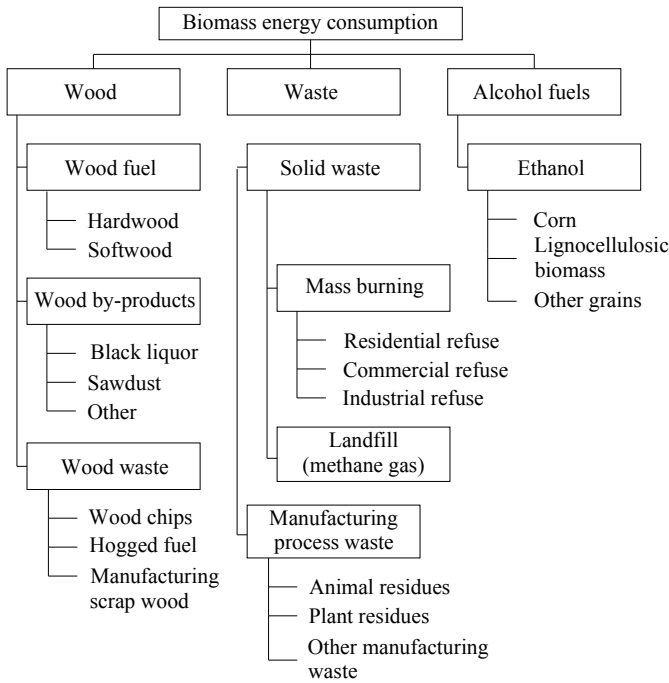 Biomass energy consumption
Wood
Waste
Alcohol fuels
Wood fuel
Hardwood
Softwood
Wood by-products
Black liquor
Sawdust
Other
Wood waste
Wood chips
Hogged fuel
Manufacturing
scrap wood
Solid waste
Mass burning
Residential refuse
Commercial refuse
Industrial refuse
Landfill
(methane gas)
Manufacturing
process waste
Animal residues
Plant residues
Other manufacturing
waste
Ethanol
Corn
Lignocellulosic
biomass
Other grains